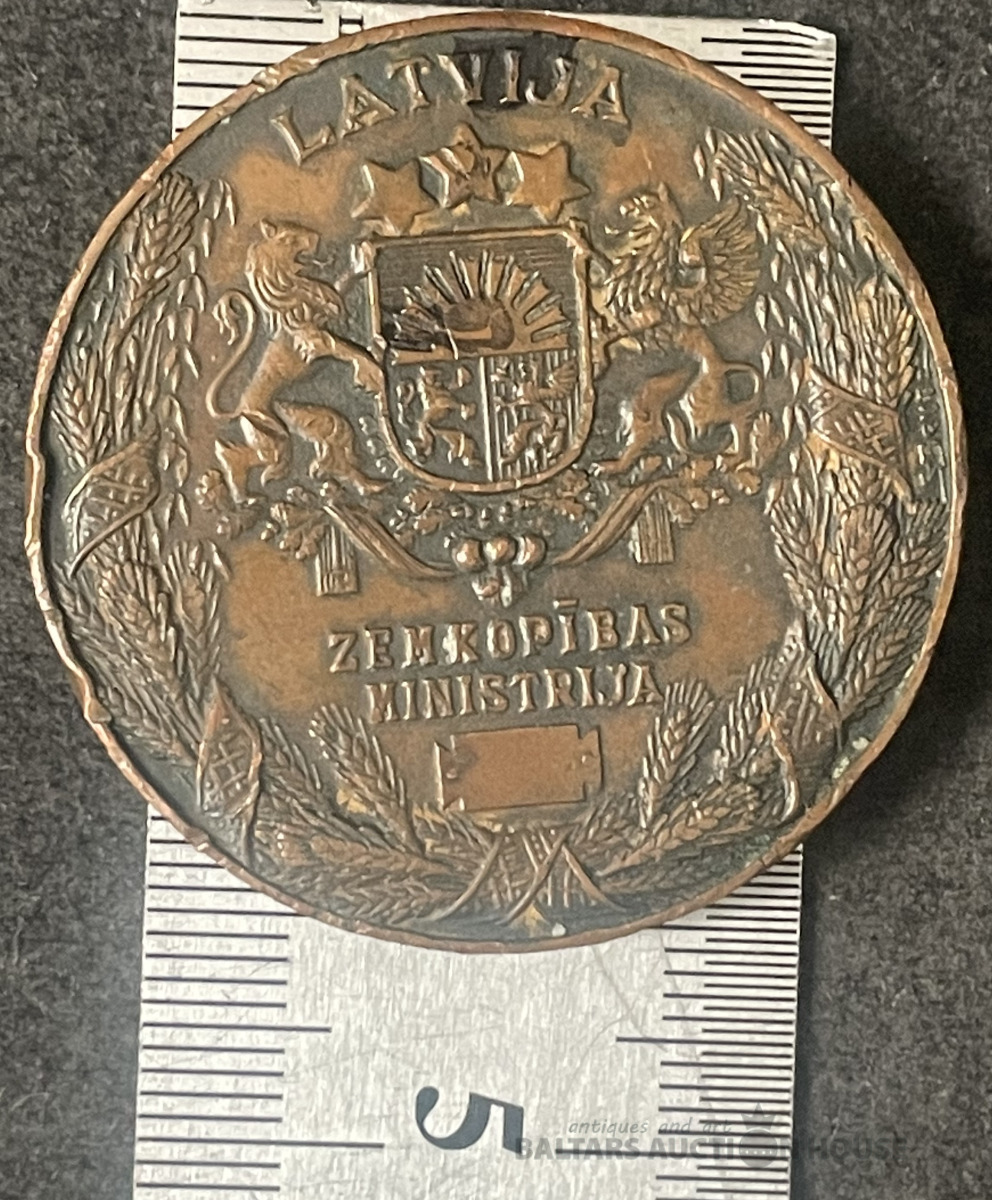 LATVIJA
ZEMKOPĪBAS
MINISTRIJA
5
antiques and art
BALTARS AUCTION HOUSE